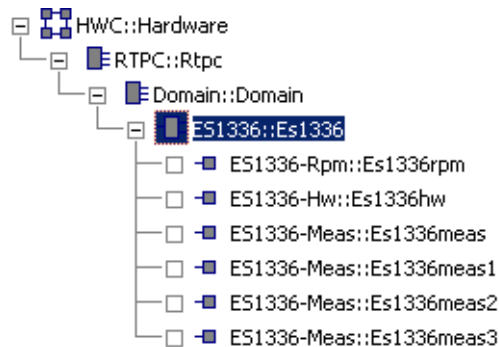 HWC::Hardware
RTPC::Rtpc
Domain::Domain
ES1336::Es1336
ES1336-Rpm::Es1336rpm
ES1336-Hw::Es1336hw
ES1336-Meas::Es1336meas
ES1336-Meas::Es1336meas1
ES1336-Meas::Es1336meas2
ES1336-Meas::Es1336meas3